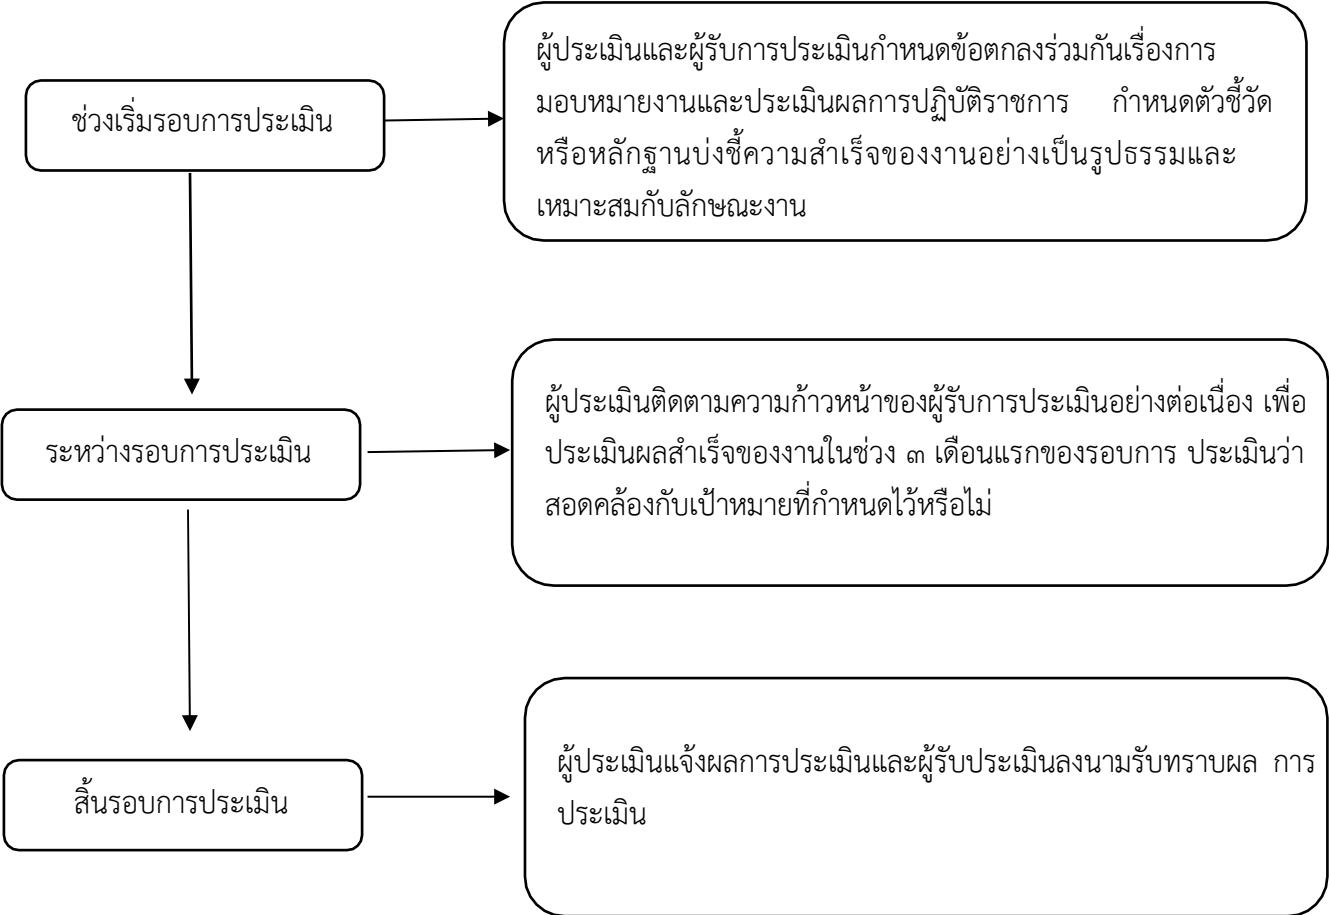 ช่วงเริ่มรอบการประเมิน
ผู้ประเมินและผู้รับการประเมินกำหนดข้อตกลงร่วมกันเรื่องการ
มอบหมายงานและประเมินผลการปฏิบัติราชการ กำหนดตัวชี้วัด
หรือหลักฐานบ่งชี้ความสำเร็จของงานอย่างเป็นรูปธรรมและ
เหมาะสมกับลักษณะงาน
ระหว่างรอบการประเมิน
ผู้ประเมินติดตามความก้าวหน้าของผู้รับการประเมินอย่างต่อเนื่อง เพื่อ
ประเมินผลสำเร็จของงานในช่วง ๓ เดือนแรกของรอบการ ประเมินว่า
สอดคล้องกับเป้าหมายที่กำหนดไว้หรือไม่
สิ้นรอบการประเมิน
ผู้ประเมินแจ้งผลการประเมินและผู้รับประเมินลงนามรับทราบผล การ
ประเมิน